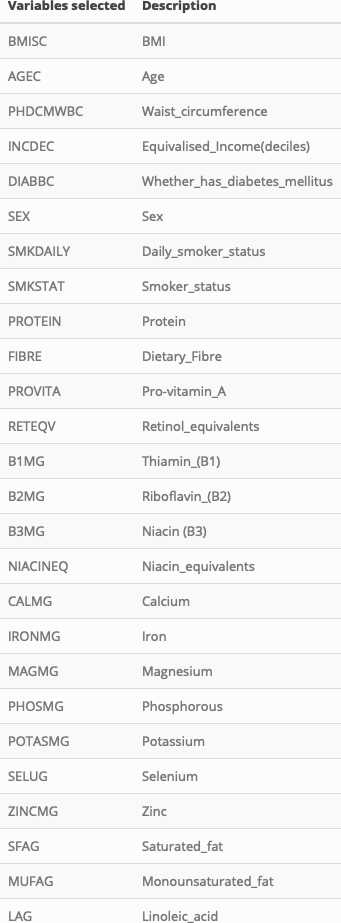 Variables selected Description
BMISC BMI
AGEC Age
PHDCMWBC Waist_circumference
INCDEC Equivalised_Income(deciles)
DIABBC Whether_has_diabetes_mellitus
SEX Sex
SMKDAILY Daily_smoker_status
SMKSTAT Smoker_status
PROTEIN Protein
FIBRE Dietary_Fibre
PROVITA Pro-vitamin_A
RETEQV Retinol_equivalents
B1MG Thiamin_(B1)
B2MG Riboflavin_(B2)
B3MG Niacin (B3)
NIACINEQ Niacin_equivalents
CALMG Calcium
IRONMG Iron
MAGMG Magnesium
PHOSMG Phosphorous
POTASMG Potassium
SELUG Selenium
ZINCMG Zinc
SFAG Saturated_fat
MUFAG Monounsaturated_fat
LAG Linoleic_acid